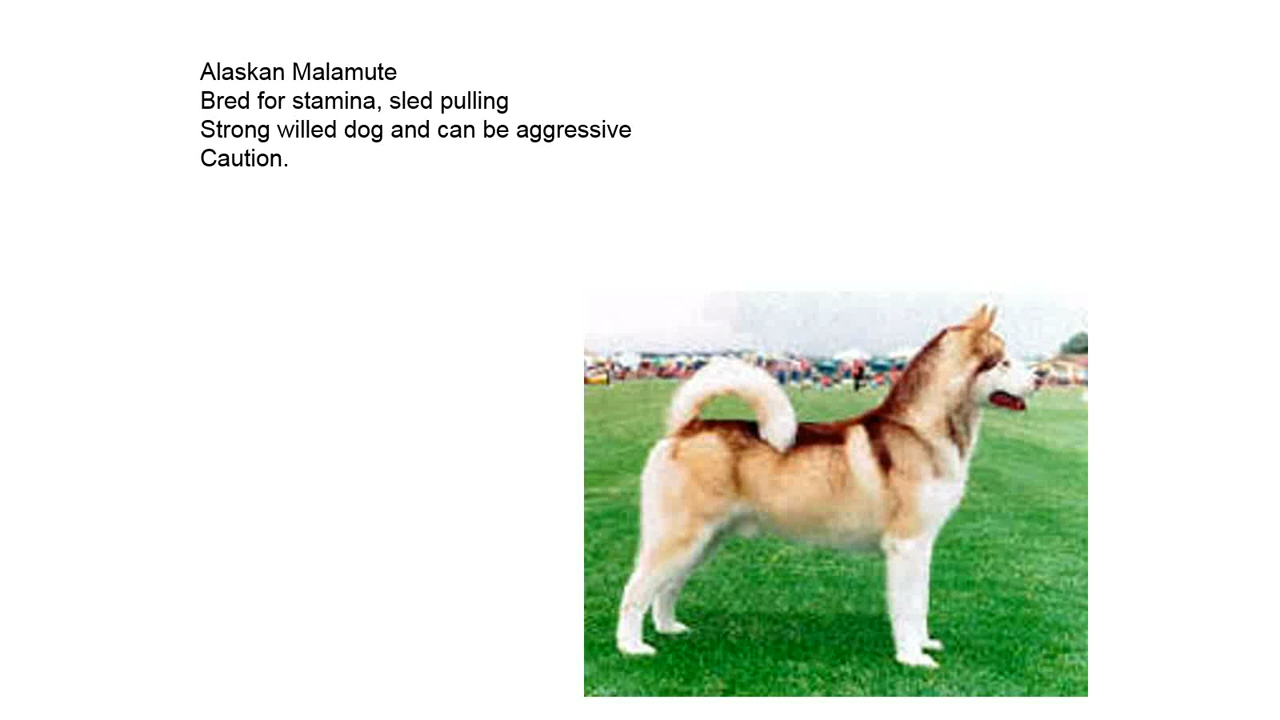 Alaskan Malamute
Bred for stamina, sled pulling
Strong willed dog and can be aggressive
Caution.